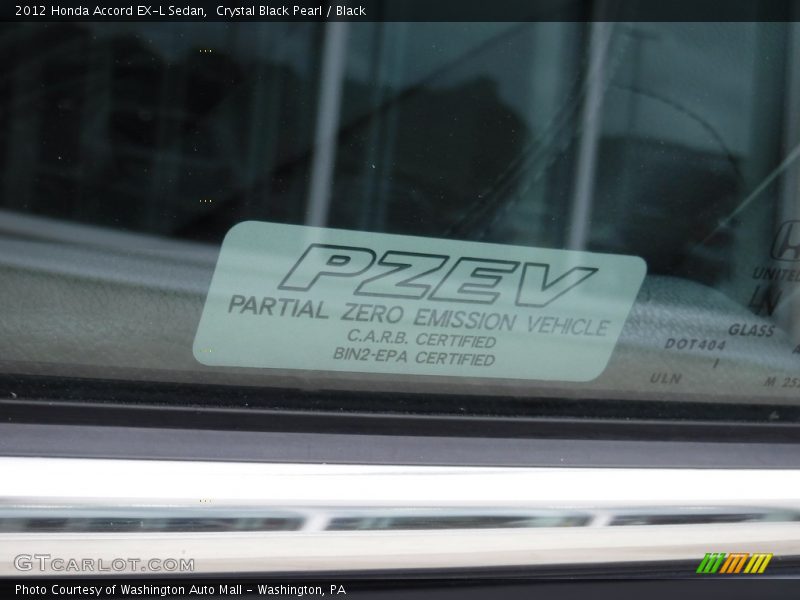 2012 Honda Accord EX-L Sedan, Crystal Black Pearl / Black
PZEV
PARTIAL ZERO EMISSION VEHICLE
C.A.R.B. CERTIFIED
BIN2-EPA CERTIFIED
GLASS
DOT404
I
ULN
GTCARLOT.COM
Photo Courtesy of Washington Auto Mall - Washington, PA